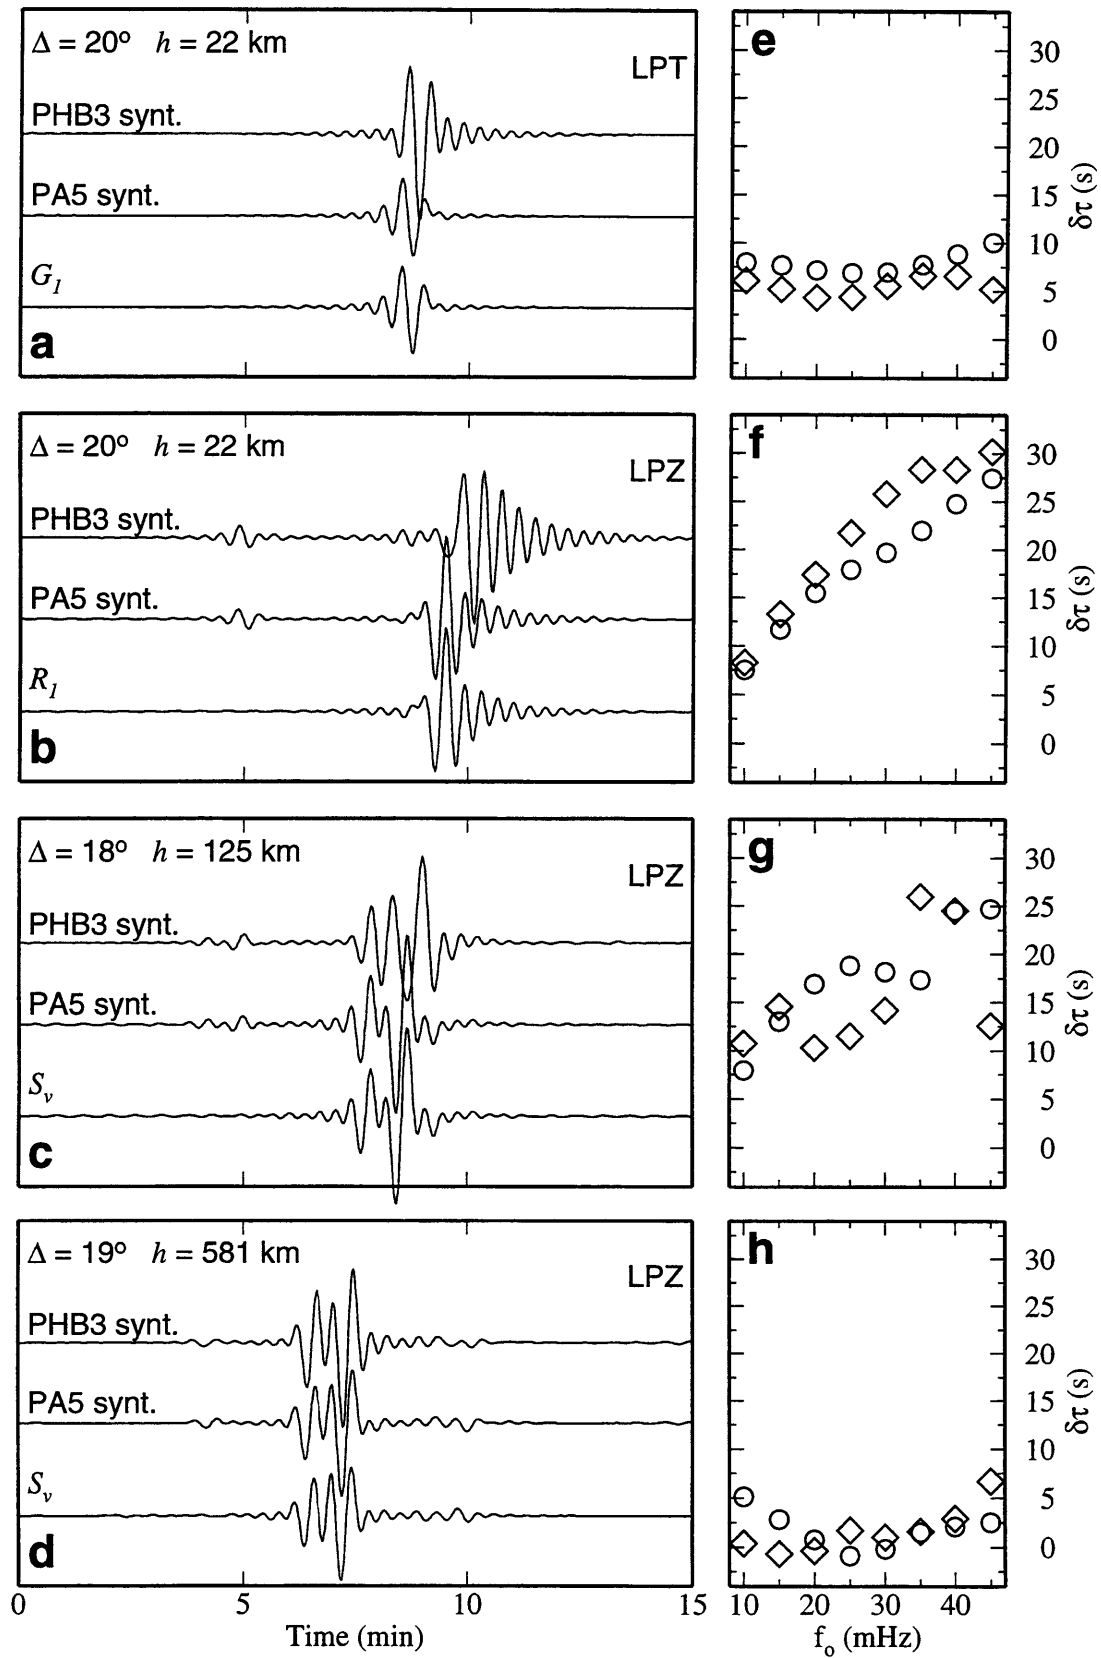 Δ = 20° h = 22 km
LPT
PHB3 synt.
PA5 synt.
G1
a
e
30
25
20
15
10
5
0
δτ (s)
Δ = 20° h = 22 km
LPZ
PHB3 synt.
PA5 synt.
R1
b
f
30
25
20
15
10
5
0
δτ (s)
Δ = 18° h = 125 km
LPZ
PHB3 synt.
PA5 synt.
Sv
c
g
30
25
20
15
10
5
0
δτ (s)
Δ = 19° h = 581 km
LPZ
PHB3 synt.
PA5 synt.
Sv
d
0 5 10 15
Time (min)
h
30
25
20
15
10
5
0
δτ (s)
10 20 30 40
fo (mHz)